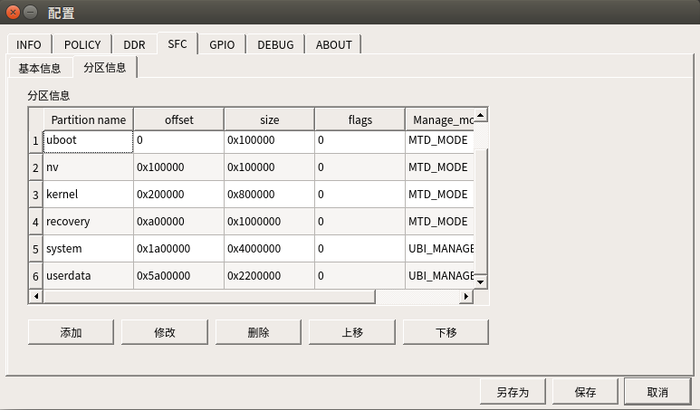 配置
INFO POLICY DDR SFC GPIO DEBUG ABOUT
基本信息 分区信息
分区信息
Partition name offset size flags Manage_mc
1 uboot 0 0x100000 0 MTD_MODE
2 nv 0x100000 0x100000 0 MTD_MODE
3 kernel 0x200000 0x800000 0 MTD_MODE
4 recovery 0xa00000 0x1000000 0 MTD_MODE
5 system 0x1a00000 0x4000000 0 UBI_MANAGE
6 userdata 0x5a00000 0x2200000 0 UBI_MANAGE
添加 修改 删除 上移 下移
另存为 保存 取消